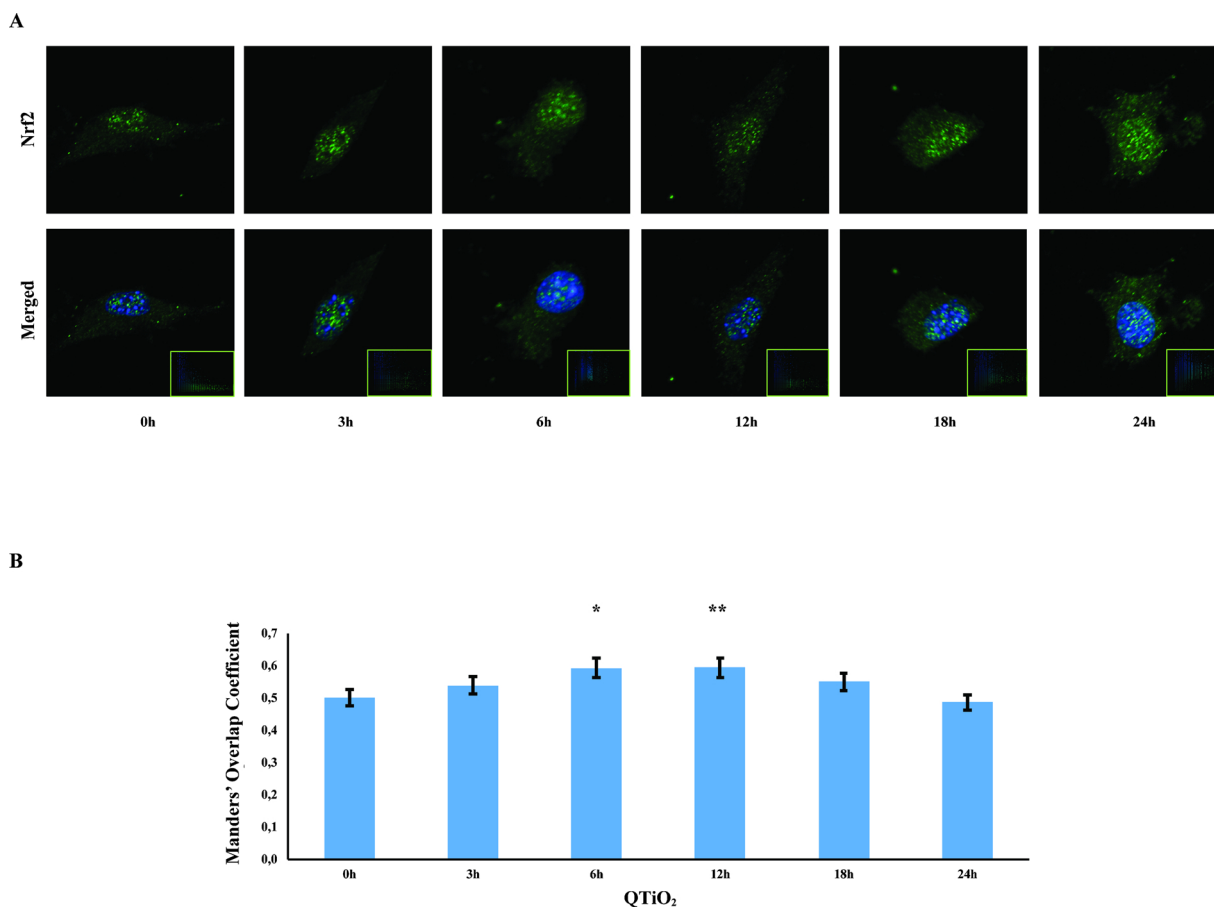 A
Nrf2
Merged
0h 3h 6h 12h 18h 24h
B
* **
Manders' Overlap Coefficient
0,7
0,6
0,5
0,4
0,3
0,2
0,1
0,0
0h 3h 6h 12h 18h 24h
QTiO₂